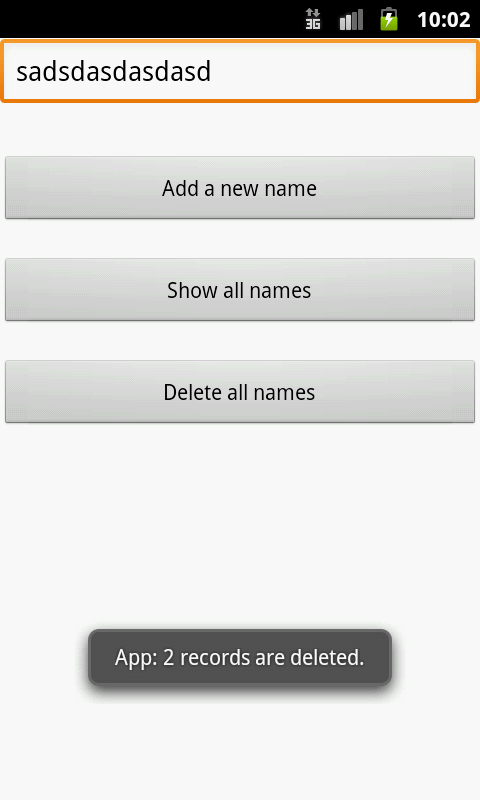 3G 10:02
sadsdasdasdasd
Add a new name
Show all names
Delete all names
App: 2 records are deleted.